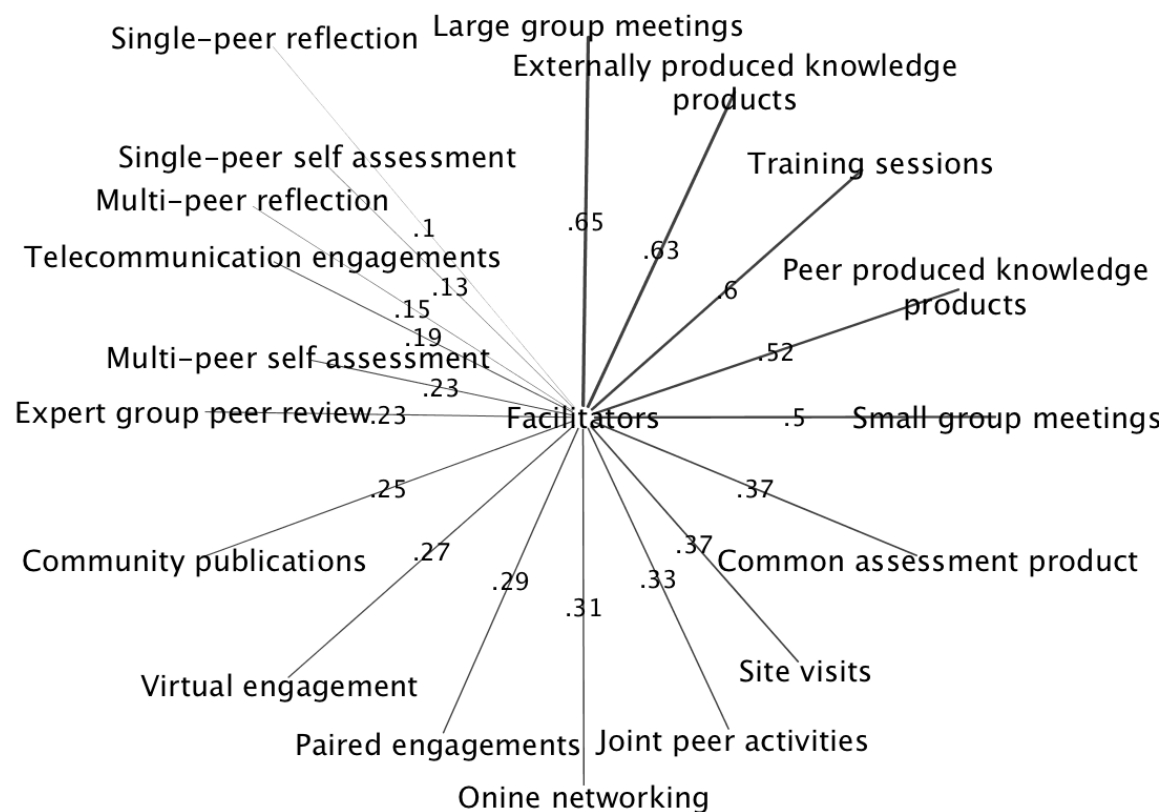 Large group meetings
Single-peer reflection
Externally produced knowledge
products
Single-peer self assessment
Training sessions
Multi-peer reflection
.65
.1
.63
Telecommunication engagements
Peer produced knowledge
products
.13
.6
.15
.19
.52
Multi-peer self assessment
.23
Expert group peer review
.23
Facilitators
.5
Small group meetings
.25
.37
Community publications
.27
.37
Common assessment product
.29
.33
.31
Site visits
Virtual engagement
Paired engagements
Joint peer activities
Onine networking